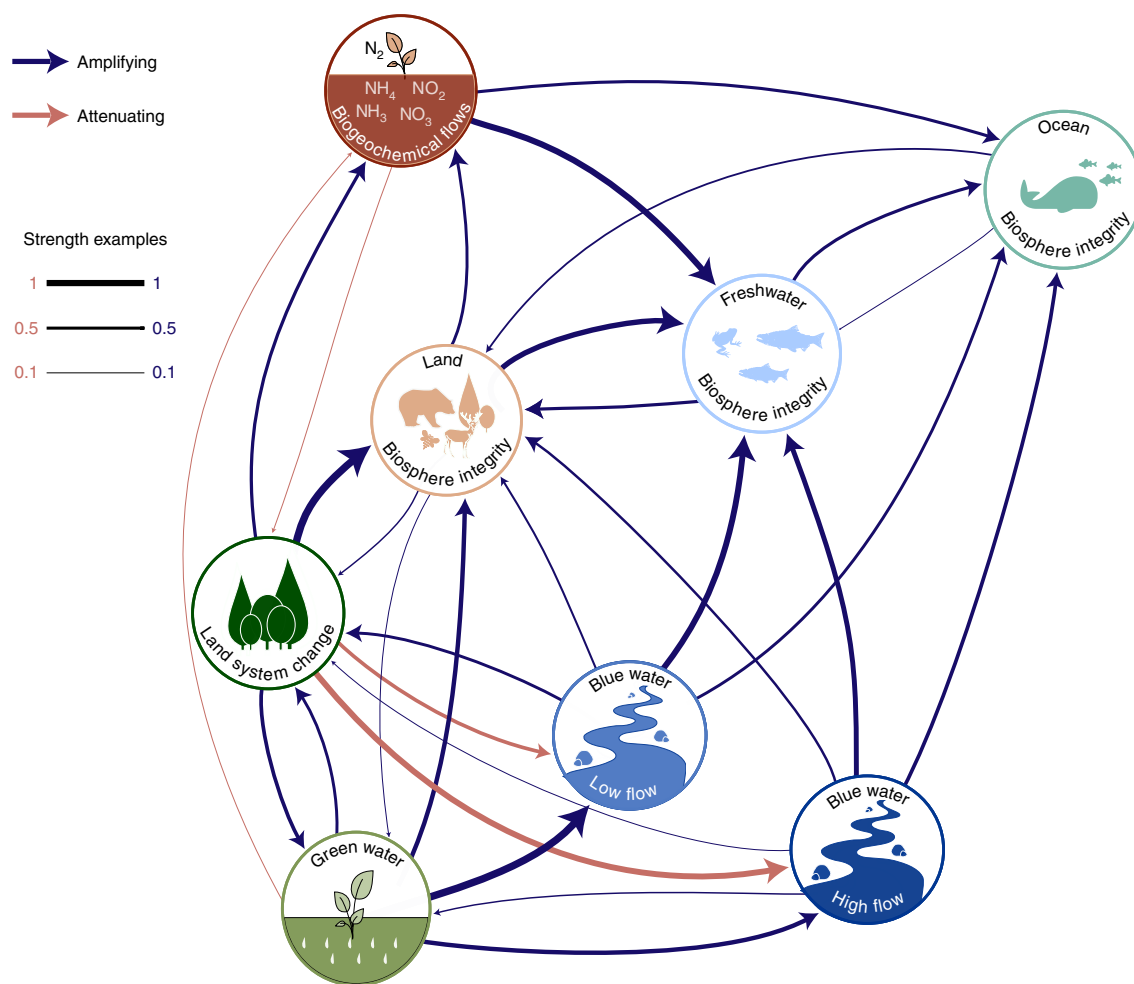 Amplifying
Attenuating
Strength examples
1 1
0.5 0.5
0.1 0.1
N2
NH4 NO2
NH3 NO3
Biogeochemical flows
Ocean
Biosphere integrity
Freshwater
Biosphere integrity
Land
Biosphere integrity
Land system change
Blue water
Low flow
Blue water
High flow
Green water